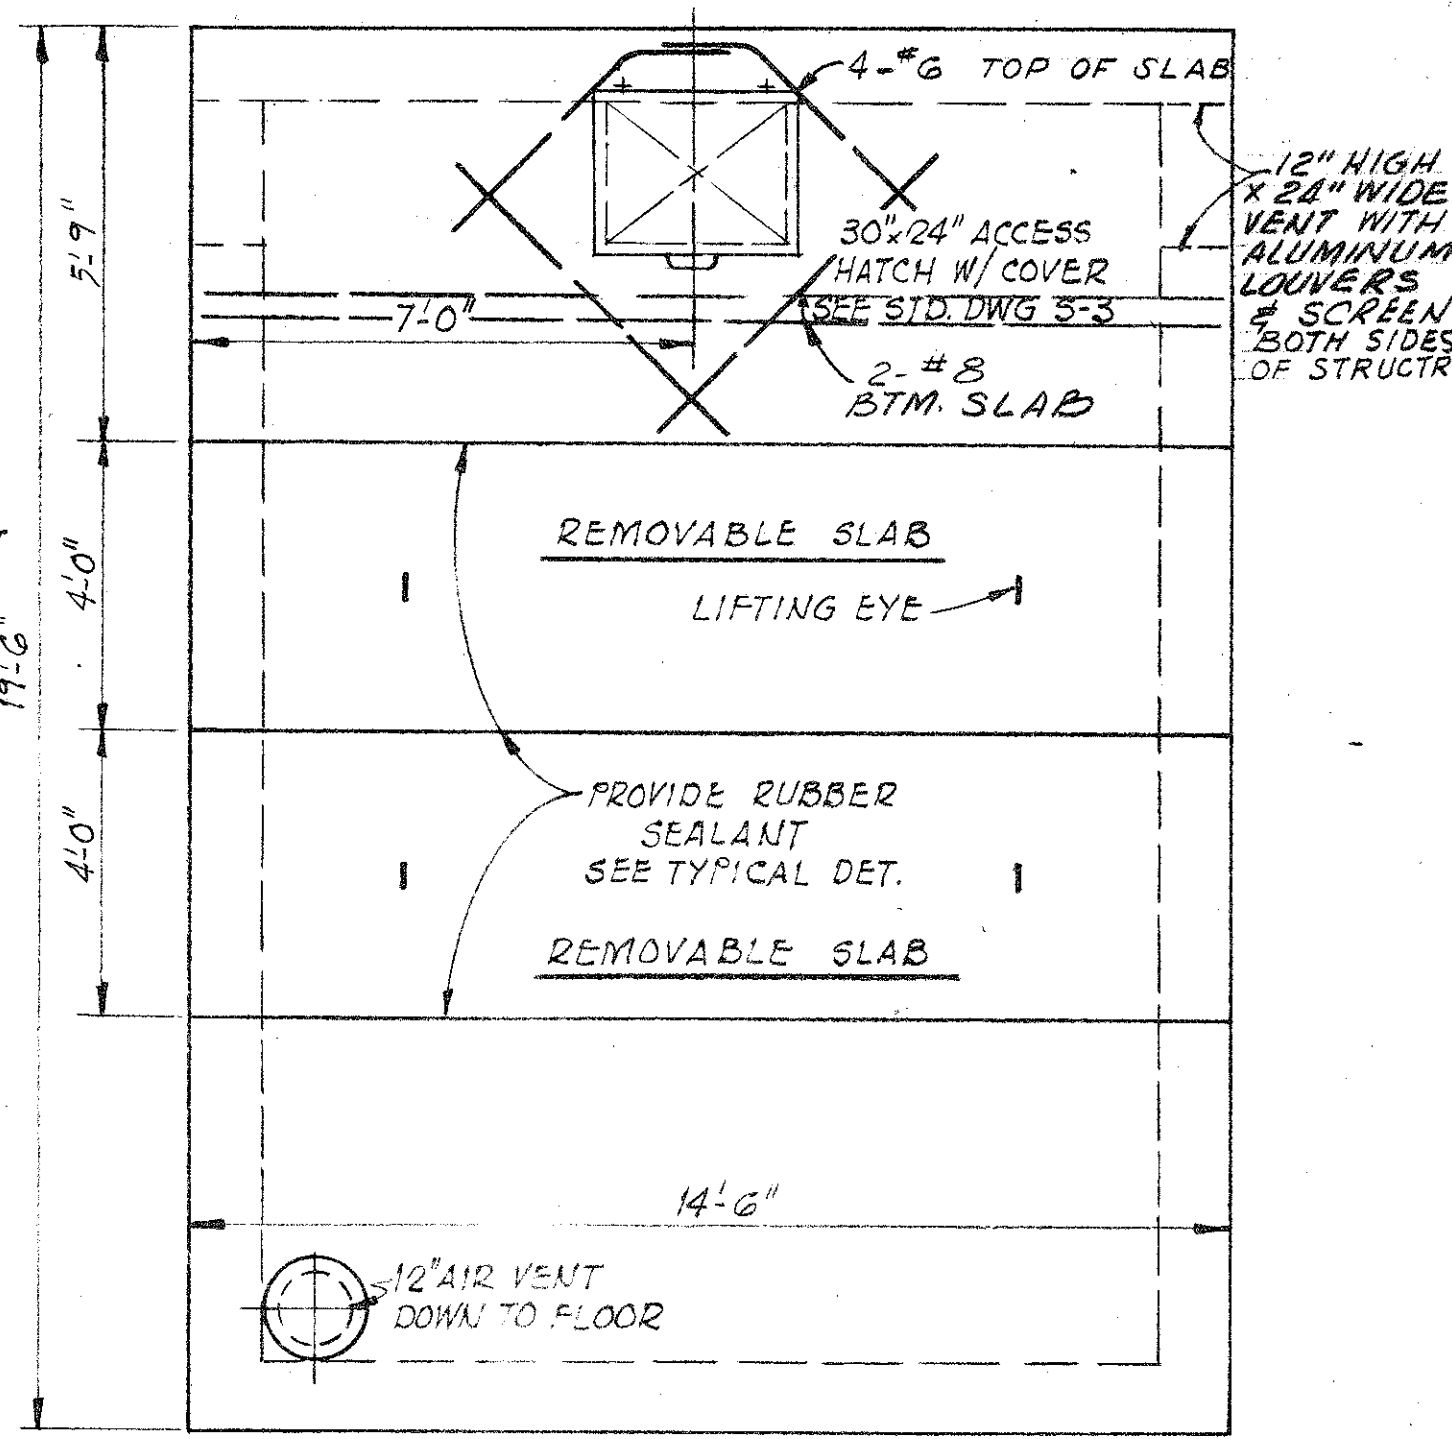 4-#6 TOP OF SLAB
12" HIGH
x 24" WIDE
VENT WITH
ALUMINUM
LOUVERS
& SCREEN
BOTH SIDES
OF STRUCTR
5'-9"
30"x24" ACCESS
HATCH W/ COVER
SEE STD. DWG S-3
7'-0"
2-#8
BTM. SLAB
REMOVABLE SLAB
4'-0"
LIFTING EYE
19'-6"
PROVIDE RUBBER
SEALANT
SEE TYPICAL DET.
4'-0"
REMOVABLE SLAB
14'-6"
12" AIR VENT
DOWN TO FLOOR